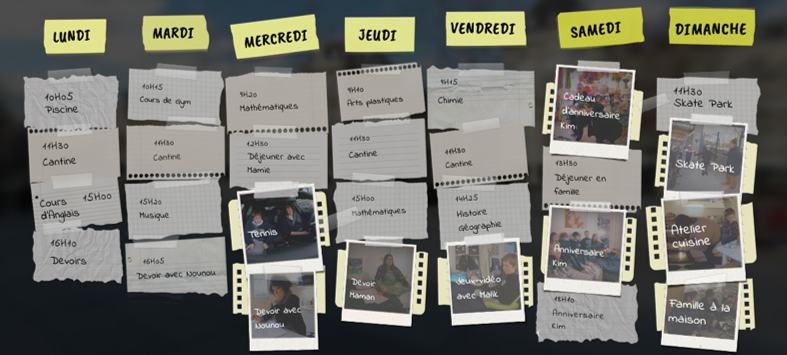 LUNDI
10H05
Piscine
11H30
Cantine
Cours 15H00
d'Anglais
16H10
Devoirs
MARDI
10H15
Cours de Gym
11H30
Cantine
15H20
Musique
16H05
Devoir avec Nounou
MERCREDI
9H20
Mathématiques
12H30
Déjeuner avec
Mamie
Tennis
Devoir avec
Nounou
JEUDI
9H10
Arts plastiques
11H30
Cantine
15H00
Mathématiques
Devoir
Maman
VENDREDI
9H15
Chimie
11H30
Cantine
14H25
Histoire
Géographie
Jeux-vidéo
avec Malik
SAMEDI
Cadeau
d'anniversaire
Kim
13H30
Déjeuner en
famille
Anniversaire
Kim
18H10
Anniversaire
Kim
DIMANCHE
11H30
Skate Park
Skate Park
Atelier
cuisine
Famille à la
maison